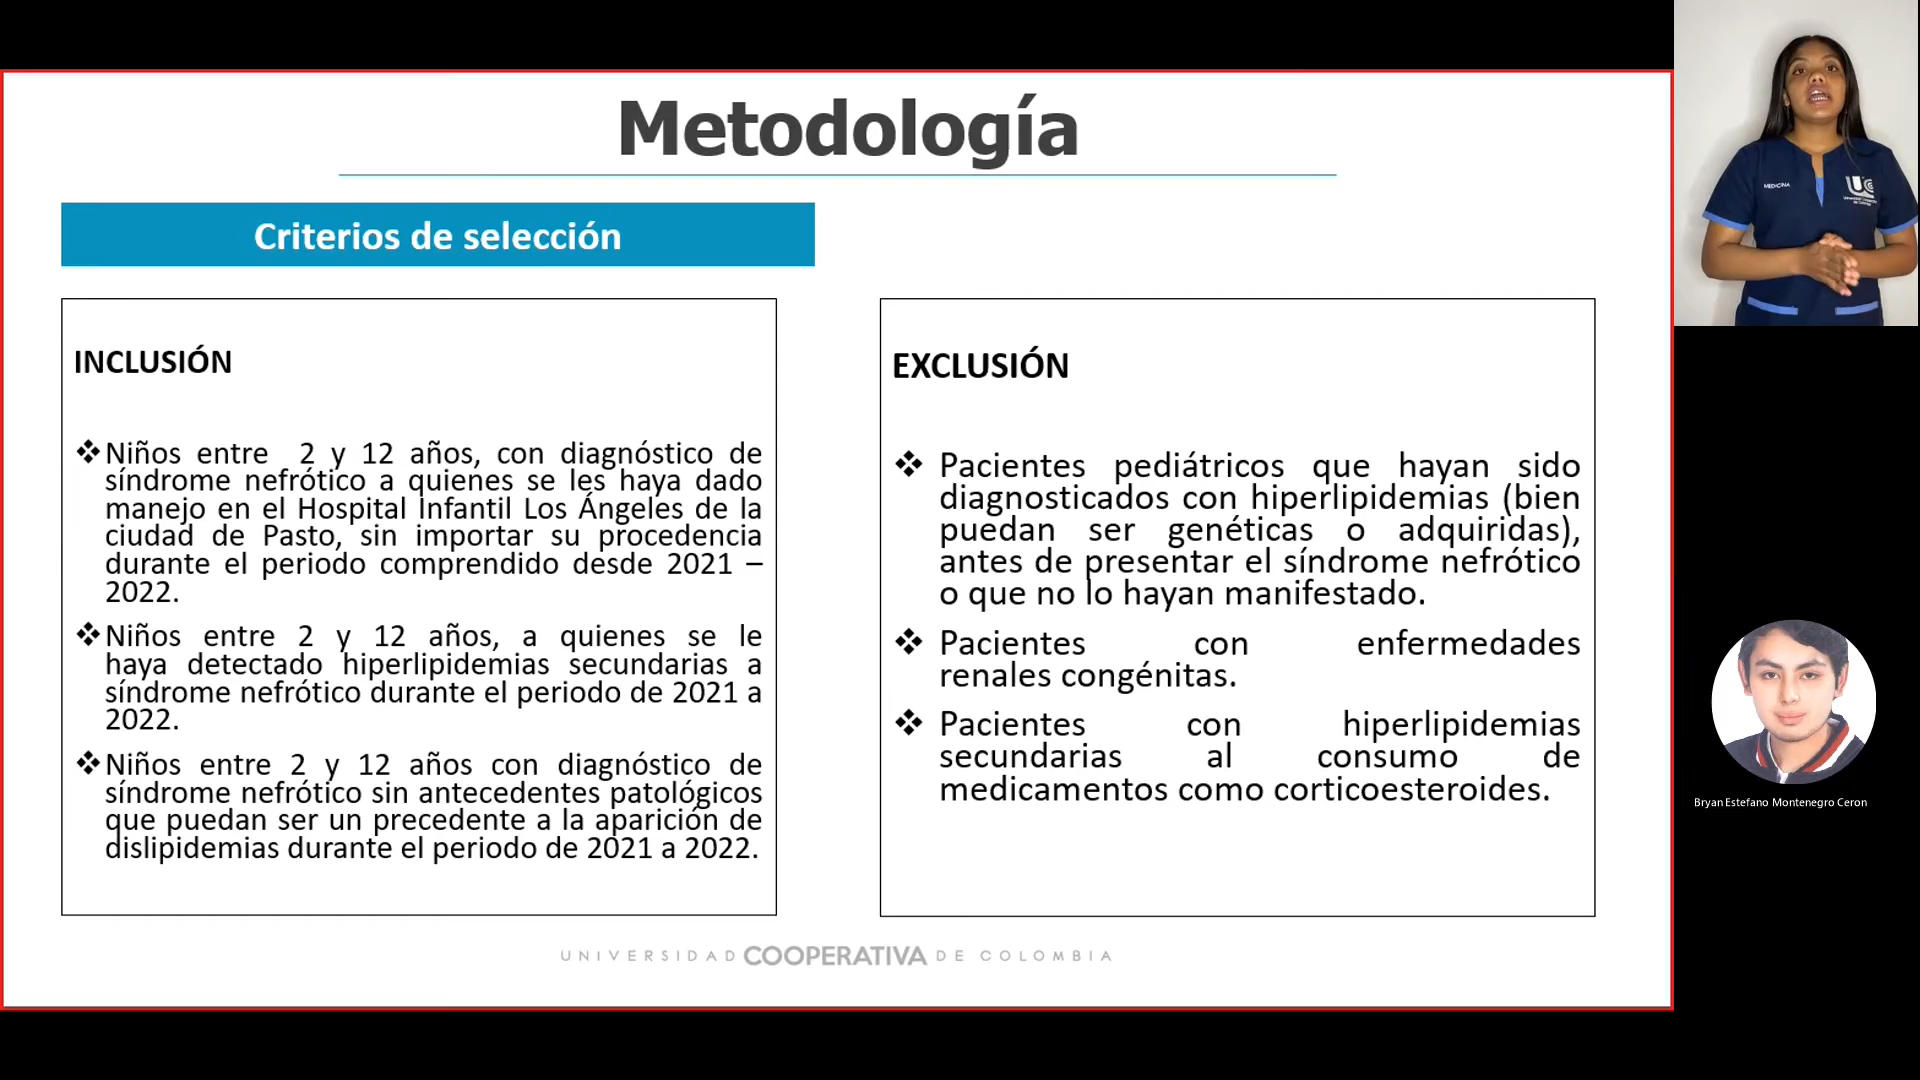 Metodología
Criterios de selección
INCLUSIÓN
❖Niños entre 2 y 12 años, con diagnóstico de
síndrome nefrótico a quienes se les haya dado
manejo en el Hospital Infantil Los Ángeles de la
ciudad de Pasto, sin importar su procedencia
durante el periodo comprendido desde 2021 –
2022.
❖Niños entre 2 y 12 años, a quienes se le
haya detectado hiperlipidemias secundarias a
síndrome nefrótico durante el periodo de 2021 a
2022.
❖Niños entre 2 y 12 años con diagnóstico de
síndrome nefrótico sin antecedentes patológicos
que puedan ser un precedente a la aparición de
dislipidemias durante el periodo de 2021 a 2022.
EXCLUSIÓN
❖ Pacientes pediátricos que hayan sido
diagnosticados con hiperlipidemias (bien
puedan ser genéticas o adquiridas),
antes de presentar el síndrome nefrótico
o que no lo hayan manifestado.
❖ Pacientes con enfermedades
renales congénitas.
❖ Pacientes con hiperlipidemias
secundarias al consumo de
medicamentos como corticoesteroides.
UNIVERSIDAD COOPERATIVA DE COLOMBIA
MEDICINA
Bryan Estefano Montenegro Ceron